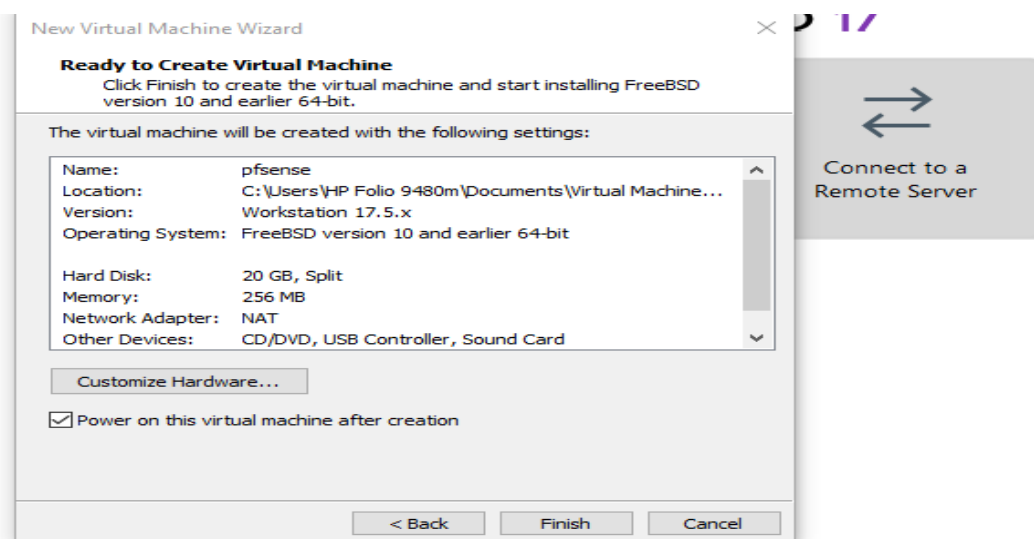 New Virtual Machine Wizard
17
Ready to Create Virtual Machine
Click Finish to create the virtual machine and start installing FreeBSD
version 10 and earlier 64-bit.
The virtual machine will be created with the following settings:
Name: pfsense
Location: C:\Users\HP Folio 9480m\Documents\Virtual Machine...
Version: Workstation 17.5.x
Operating System: FreeBSD version 10 and earlier 64-bit
Hard Disk: 20 GB, Split
Memory: 256 MB
Network Adapter: NAT
Other Devices: CD/DVD, USB Controller, Sound Card
Customize Hardware...
Power on this virtual machine after creation
< Back
Finish
Cancel
Connect to a
Remote Server